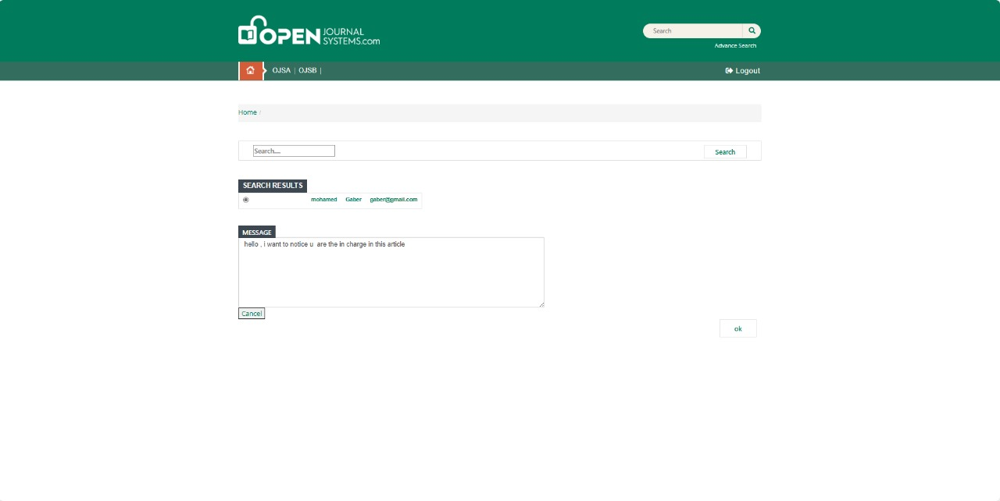 OPEN JOURNAL SYSTEMS.com
Search
Advance Search
OJSA | OJSB |
Logout
Home /
Search....
Search
SEARCH RESULTS
mohamed Gaber gaber@gmail.com
MESSAGE
hello , i want to notice u  are the in charge in this article
Cancel
ok